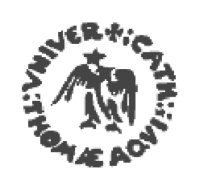 VNIVER ✠ CATH: THOMÆ AQVI: